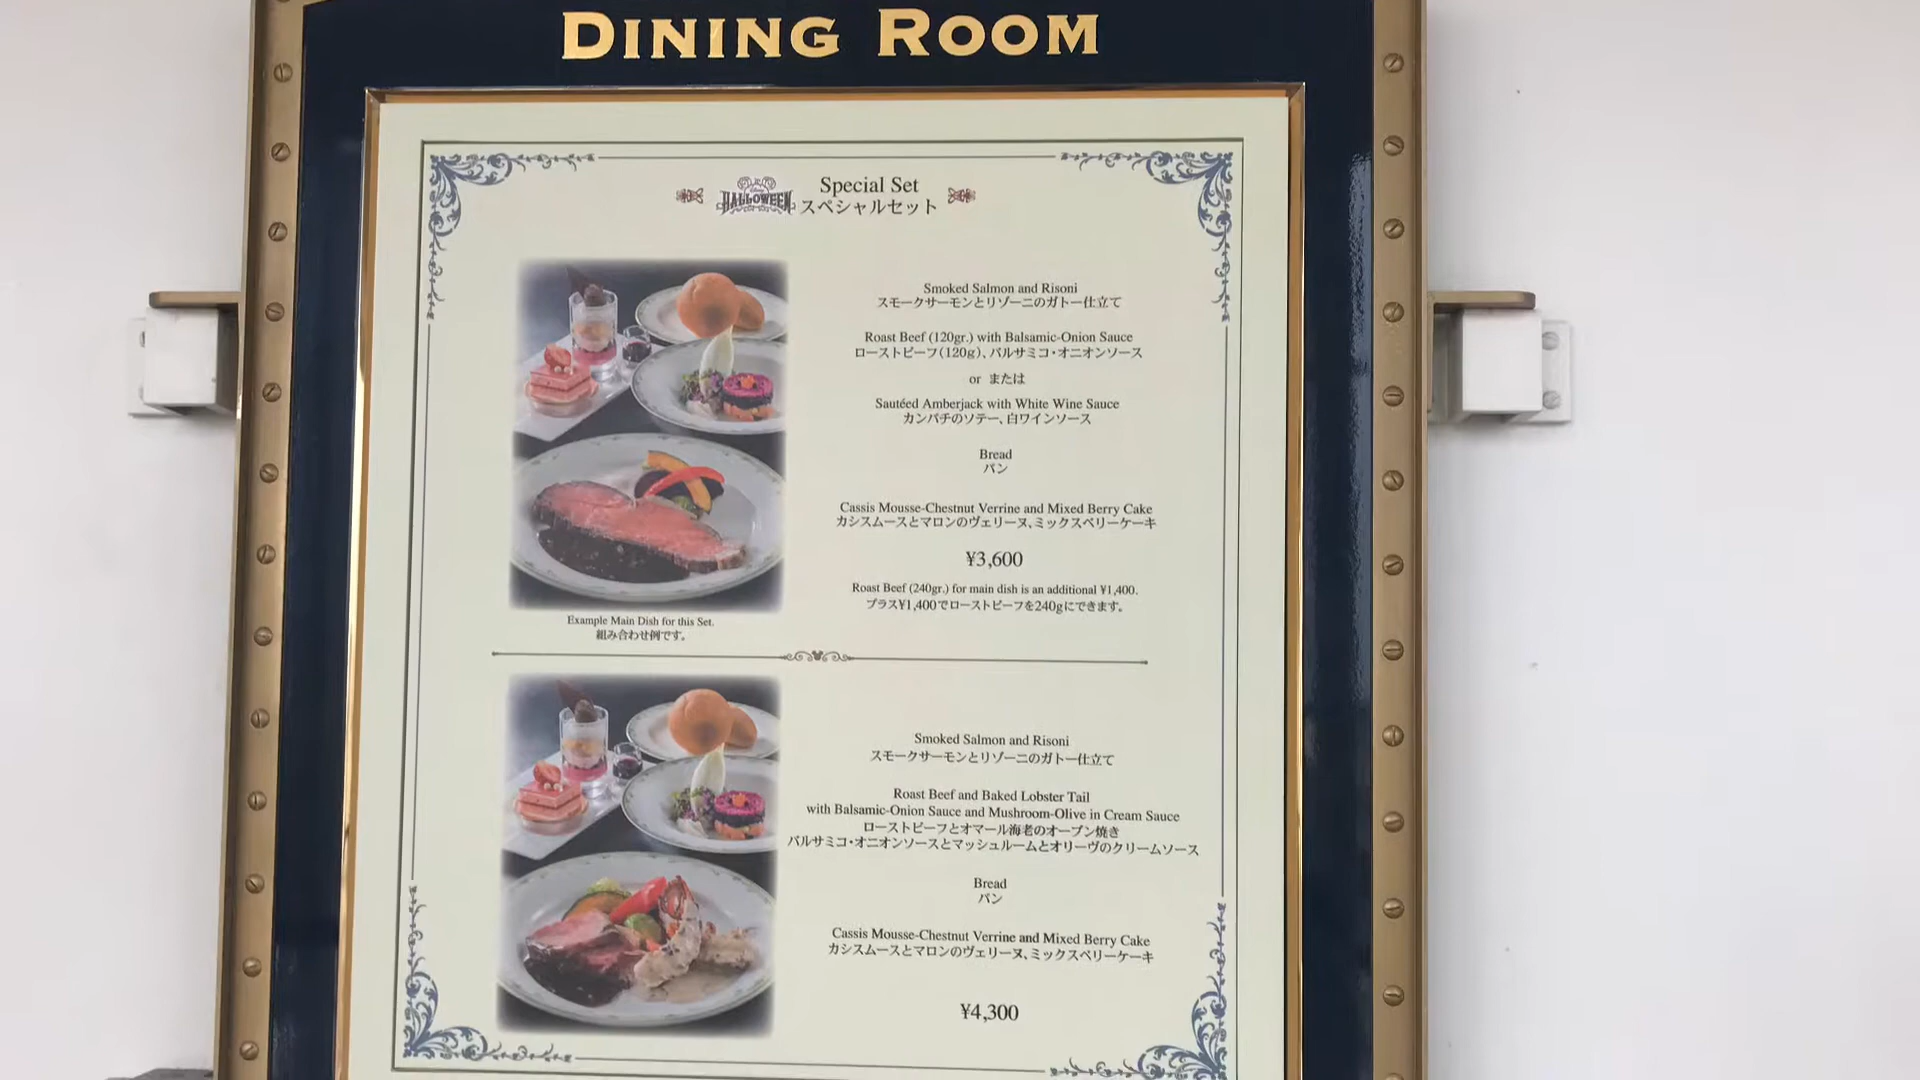 DINING ROOM
HALLOWEEN
Special Set
スペシャルセット
Smoked Salmon and Risoni
スモークサーモンとリゾーニのガトー仕立て
Roast Beef (120gr.) with Balsamic-Onion Sauce
ローストビーフ（120g）、バルサミコ・オニオンソース
or または
Sautéed Amberjack with White Wine Sauce
カンパチのソテー、白ワインソース
Bread
パン
Cassis Mousse-Chestnut Verrine and Mixed Berry Cake
カシスムースとマロンのヴェリーヌ、ミックスベリーケーキ
¥3,600
Roast Beef (240gr.) for main dish is an additional ¥1,400.
プラス¥1,400でローストビーフを240gにできます。
Example Main Dish for this Set.
組み合わせ例です。
Smoked Salmon and Risoni
スモークサーモンとリゾーニのガトー仕立て
Roast Beef and Baked Lobster Tail
with Balsamic-Onion Sauce and Mushroom-Olive in Cream Sauce
ローストビーフとオマール海老のオーブン焼き
バルサミコ・オニオンソースとマッシュルームとオリーヴのクリームソース
Bread
パン
Cassis Mousse-Chestnut Verrine and Mixed Berry Cake
カシスムースとマロンのヴェリーヌ、ミックスベリーケーキ
¥4,300